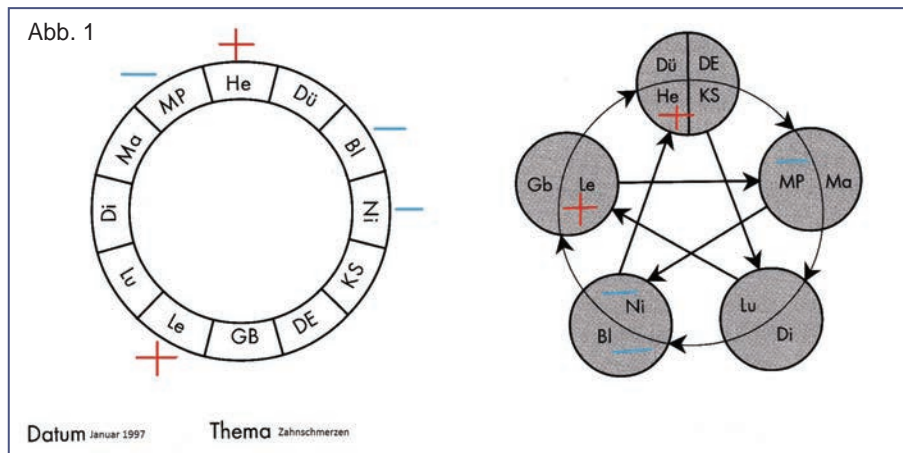 Abb. 1
He
Dü
Bl
Ni
KS
DE
GB
Le
Lu
Di
Ma
MP
Dü DE
He KS
MP Ma
Lu
Di
Ni
Bl
Gb Le
Datum Januar 1997 Thema Zahnschmerzen